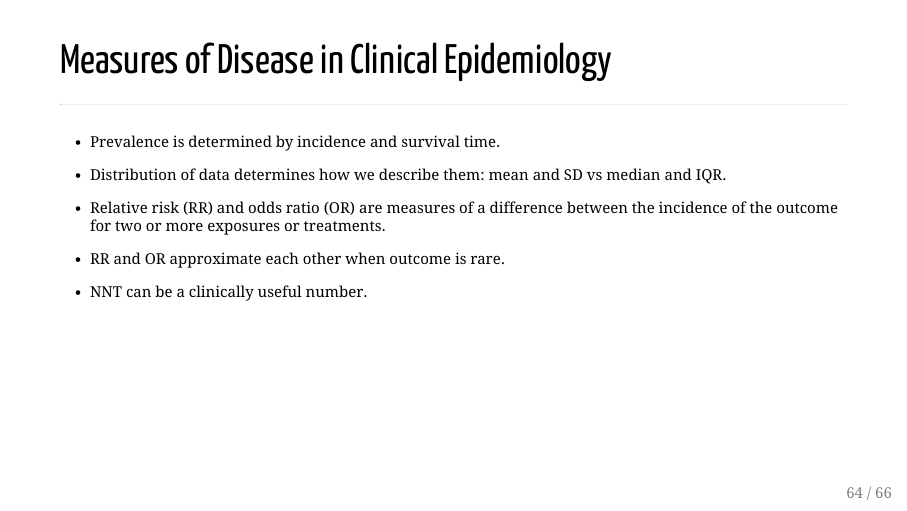 Measures of Disease in Clinical Epidemiology
• Prevalence is determined by incidence and survival time.
• Distribution of data determines how we describe them: mean and SD vs median and IQR.
• Relative risk (RR) and odds ratio (OR) are measures of a difference between the incidence of the outcome
for two or more exposures or treatments.
• RR and OR approximate each other when outcome is rare.
• NNT can be a clinically useful number.
64 / 66